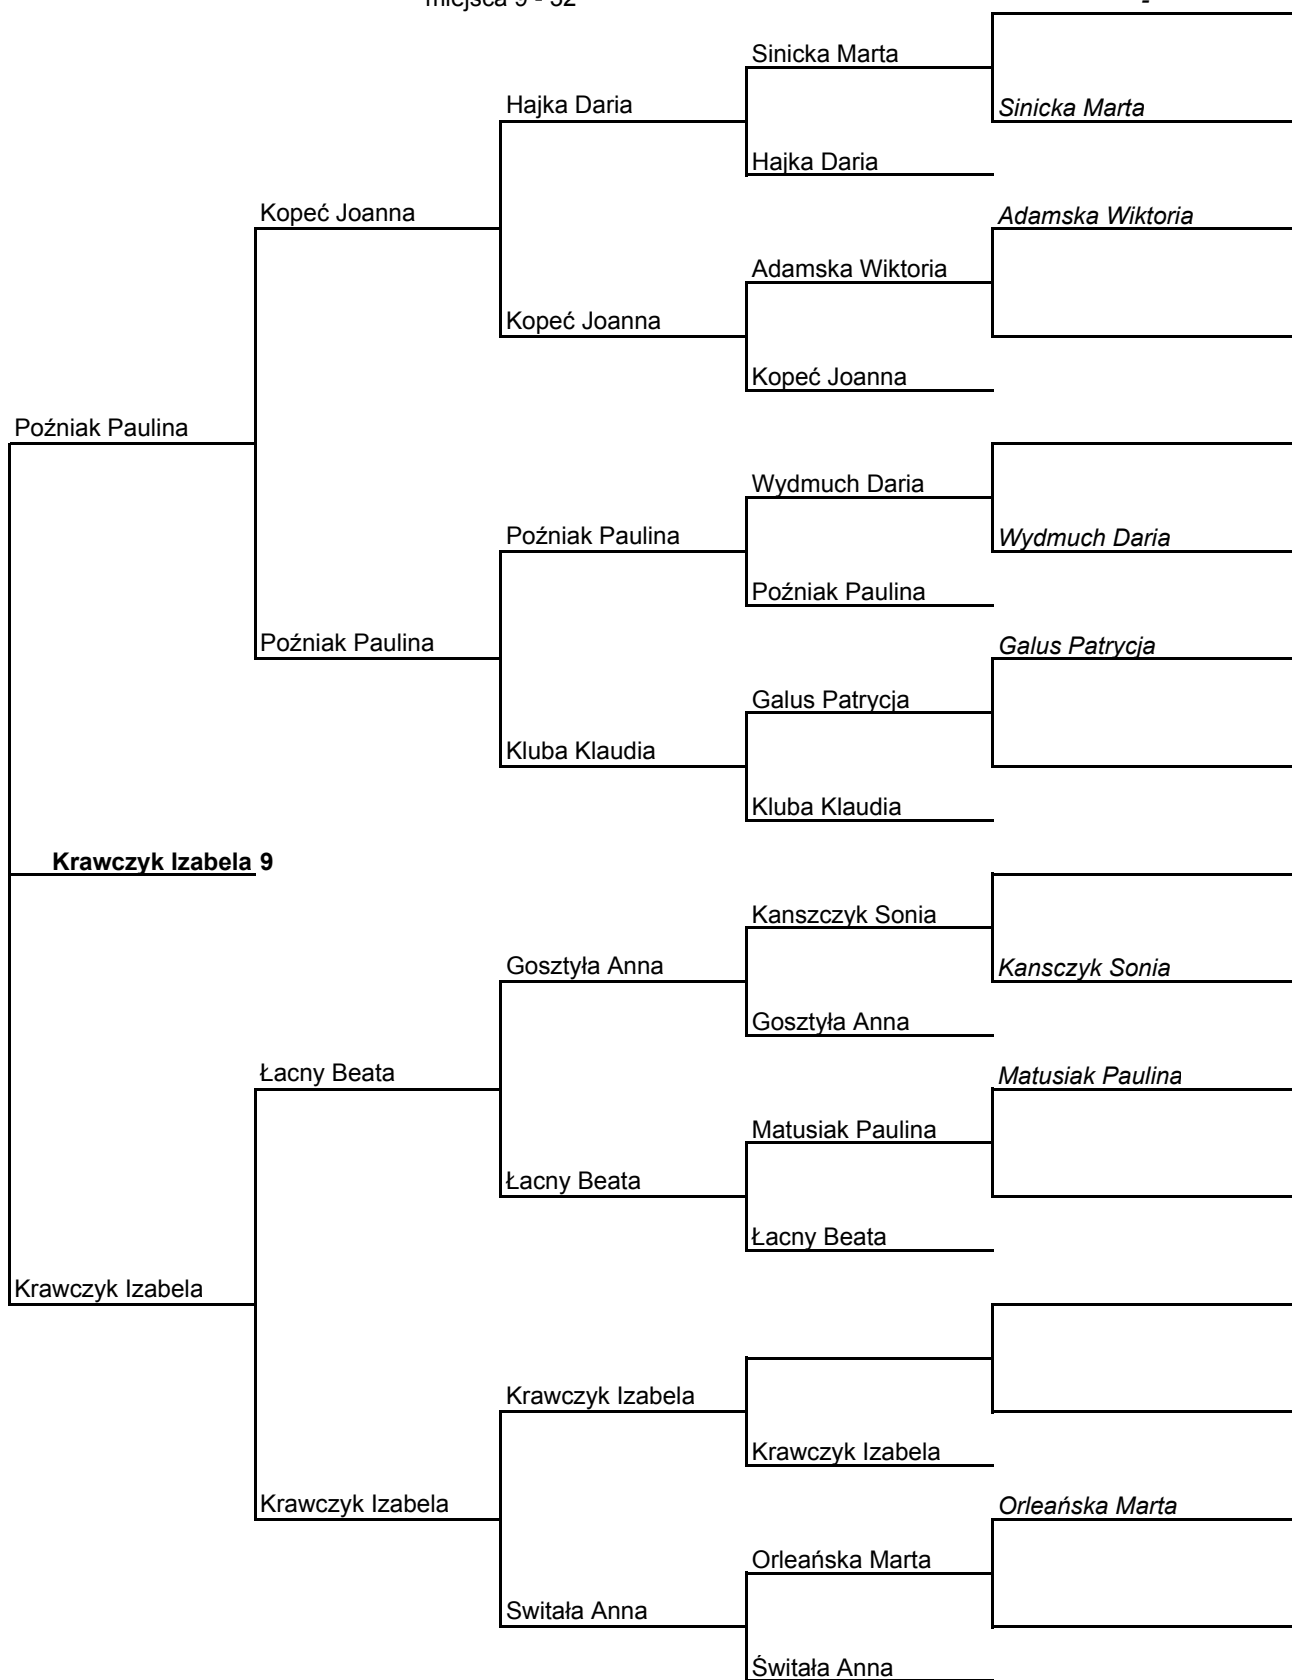 miejsca 9 - 32
Sinicka Marta
Hajka Daria
Sinicka Marta
Hajka Daria
Kopeć Joanna
Adamska Wiktoria
Adamska Wiktoria
Kopeć Joanna
Kopeć Joanna
Poźniak Paulina
Wydmuch Daria
Poźniak Paulina
Wydmuch Daria
Poźniak Paulina
Poźniak Paulina
Galus Patrycja
Galus Patrycja
Kluba Klaudia
Kluba Klaudia
Krawczyk Izabela 9
Kanszczyk Sonia
Gosztyła Anna
Kansczyk Sonia
Gosztyła Anna
Łacny Beata
Matusiak Paulina
Matusiak Paulina
Łacny Beata
Łacny Beata
Krawczyk Izabela
Krawczyk Izabela
Krawczyk Izabela
Krawczyk Izabela
Orleańska Marta
Orleańska Marta
Switała Anna
Świtała Anna